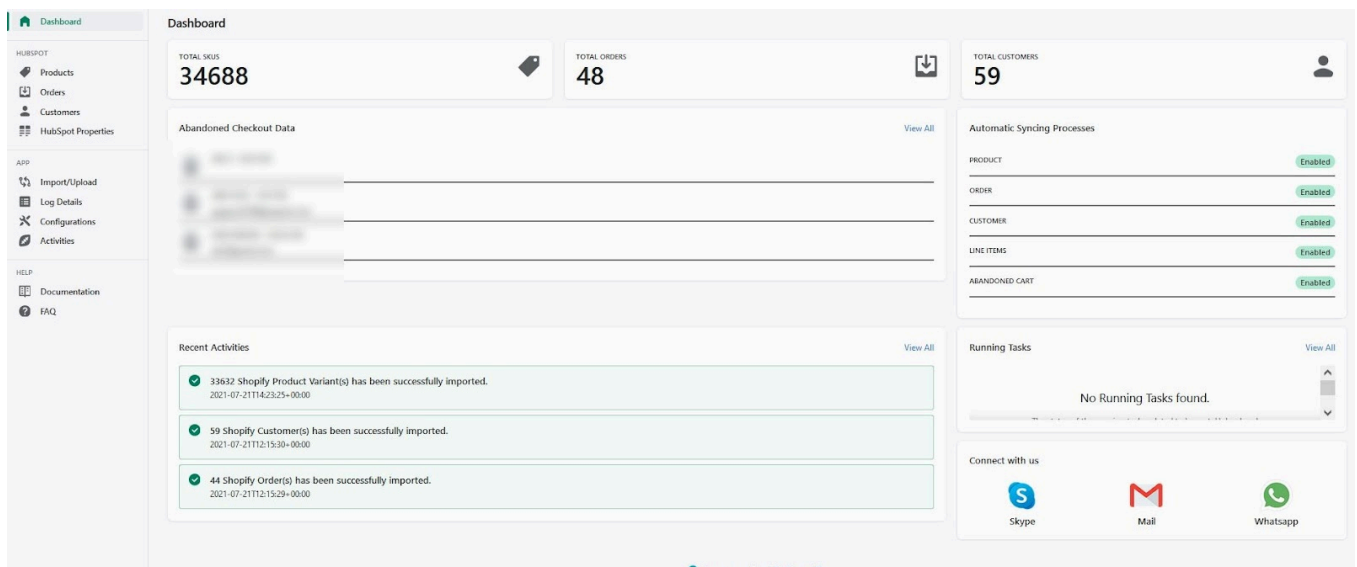 Dashboard
HUBSPOT
Products
Orders
Customers
HubSpot Properties
APP
Import/Upload
Log Details
Configurations
Activities
HELP
Documentation
FAQ
Dashboard
TOTAL SKUS
34688
TOTAL ORDERS
48
TOTAL CUSTOMERS
59
Abandoned Checkout Data
View All
Automatic Syncing Processes
PRODUCT
Enabled
ORDER
Enabled
CUSTOMER
Enabled
LINE ITEMS
Enabled
ABANDONED CART
Enabled
Recent Activities
View All
33632 Shopify Product Variant(s) has been successfully imported.
2021-07-21T14:23:25+00:00
59 Shopify Customer(s) has been successfully imported.
2021-07-21T12:15:30+00:00
44 Shopify Order(s) has been successfully imported.
2021-07-21T12:15:29+00:00
Running Tasks
View All
No Running Tasks found.
Connect with us
Skype
Mail
Whatsapp